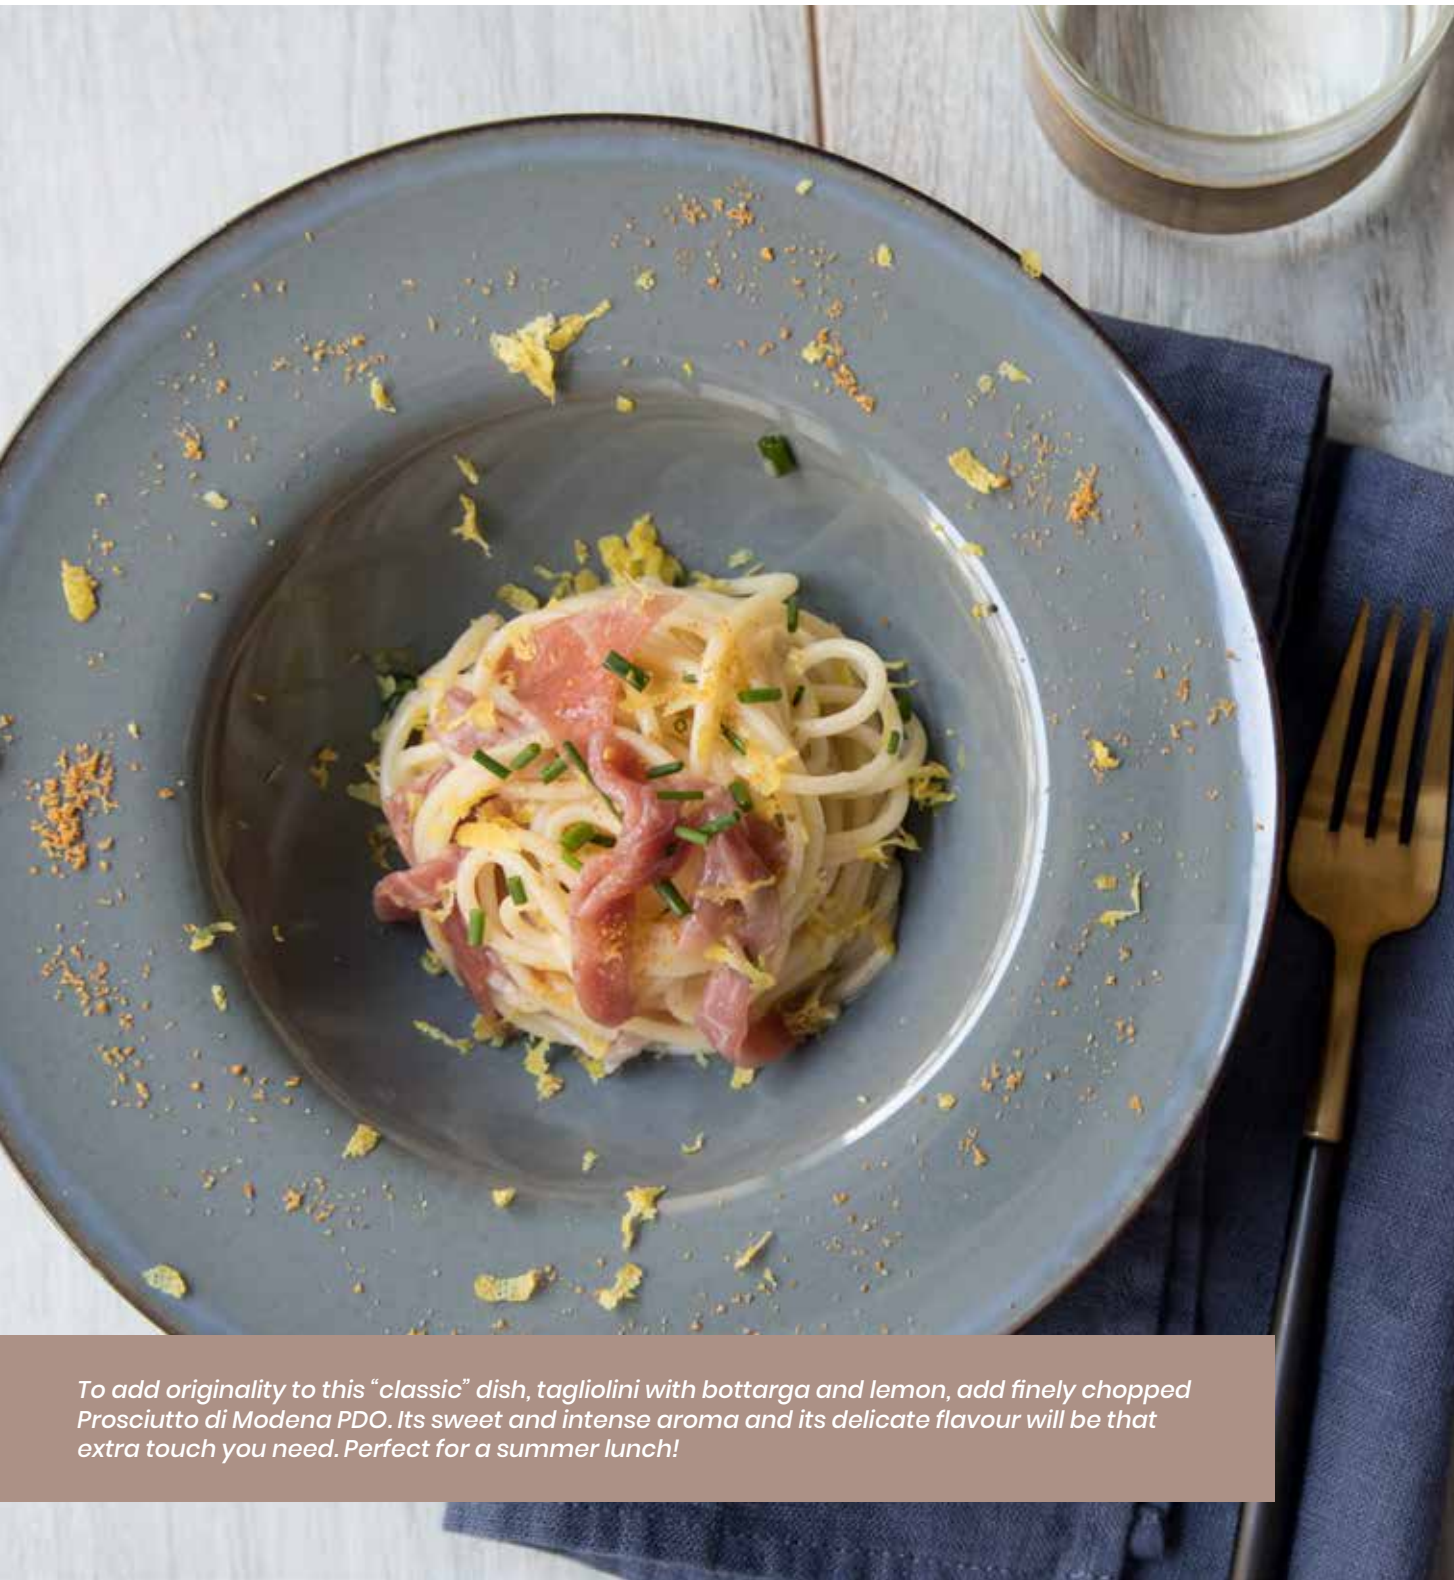 To add originality to this “classic” dish, tagliolini with bottarga and lemon, add finely chopped
Prosciutto di Modena PDO. Its sweet and intense aroma and its delicate flavour will be that
extra touch you need. Perfect for a summer lunch!